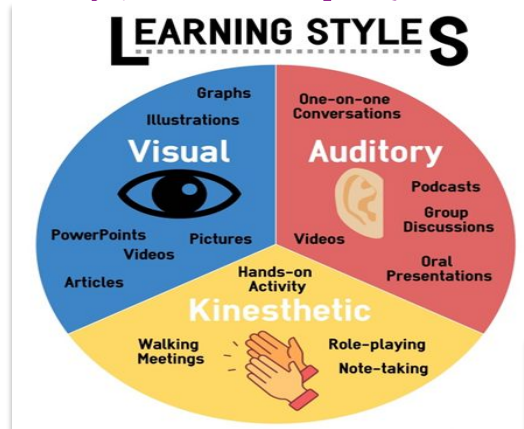 LEARNING STYLES
Graphs
Illustrations
Visual
PowerPoints
Videos
Pictures
Articles
One-on-one
Conversations
Auditory
Podcasts
Group
Discussions
Videos
Oral
Presentations
Hands-on
Activity
Kinesthetic
Walking
Meetings
Role-playing
Note-taking